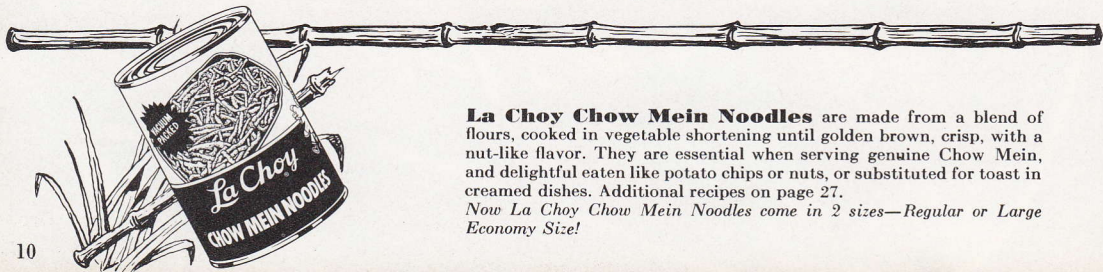 VACUUM
PACKED
La Choy
®
CHOW MEIN NOODLES
La Choy Chow Mein Noodles are made from a blend of
flours, cooked in vegetable shortening until golden brown, crisp, with a
nut-like flavor. They are essential when serving genuine Chow Mein,
and delightful eaten like potato chips or nuts, or substituted for toast in
creamed dishes. Additional recipes on page 27.
Now La Choy Chow Mein Noodles come in 2 sizes—Regular or Large
Economy Size!
10